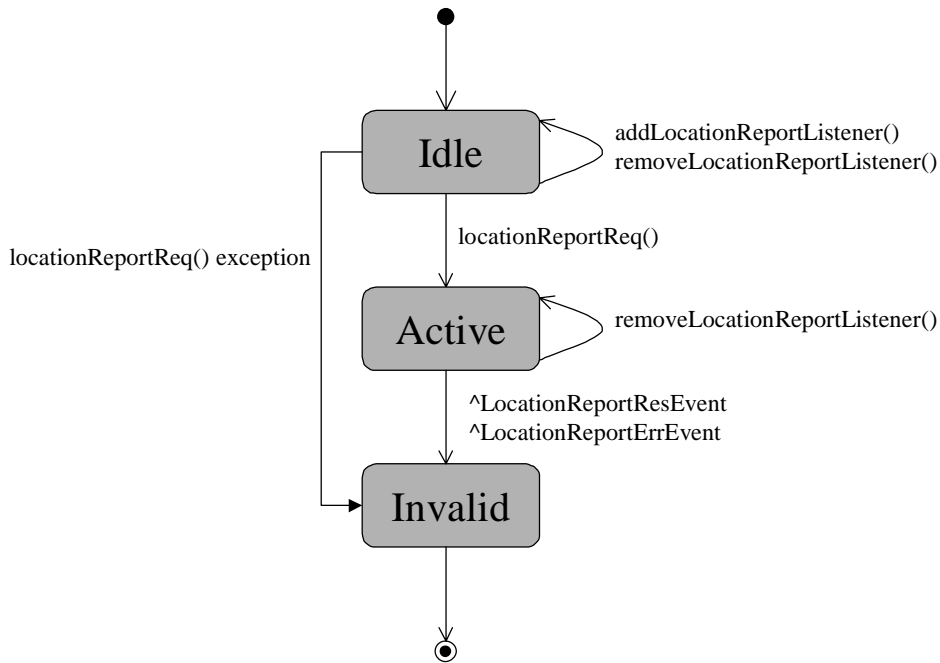 Idle
addLocationReportListener()
removeLocationReportListener()
locationReportReq()
locationReportReq() exception
Active
removeLocationReportListener()
^LocationReportResEvent
^LocationReportErrEvent
Invalid